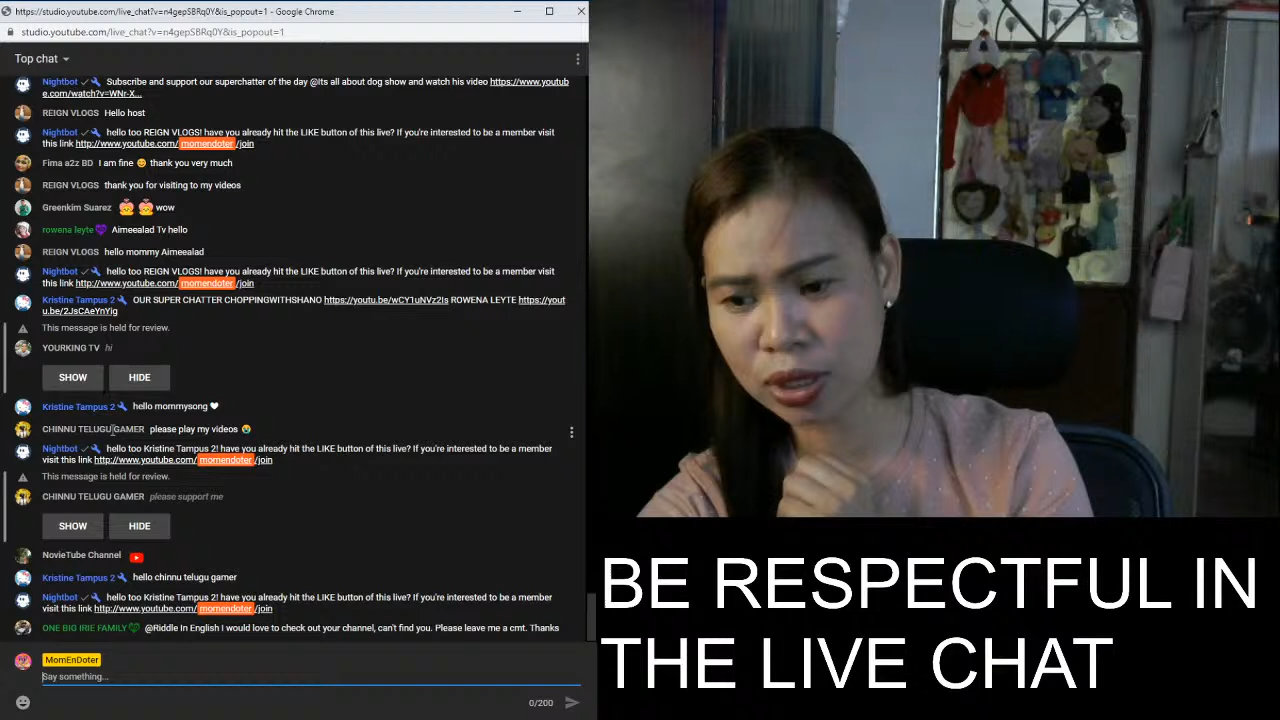 https://studio.youtube.com/live_chat?v=n4gepSBRq0Y&is_popout=1 - Google Chrome
studio.youtube.com/live_chat?v=n4gepSBRq0Y&is_popout=1
Top chat
Nightbot Subscribe and support our superchatter of the day @Its all about dog show and watch his video https://www.youtub
e.com/watch?v=WNr-X...
REIGN VLOGS Hello host
Nightbot hello too REIGN VLOGS! have you already hit the LIKE button of this live? If you're interested to be a member visit
this link http://www.youtube.com/momendoter/join
Fima a2z BD I am fine 😊 thank you very much
REIGN VLOGS thank you for visiting to my videos
Greenkim Suarez wow
rowena leyte Aimeealad Tv hello
REIGN VLOGS hello mommy Aimeealad
Nightbot hello too REIGN VLOGS! have you already hit the LIKE button of this live? If you're interested to be a member visit
this link http://www.youtube.com/momendoter/join
Kristine Tampus 2 OUR SUPER CHATTER CHOPPINGWITHSHANO https://youtu.be/wCY1uNVz2Is ROWENA LEYTE https://yout
u.be/2JsCAeYnYig
This message is held for review.
YOURKING TV hi
SHOW HIDE
Kristine Tampus 2 hello mommysong 🤍
CHINNU TELUGU GAMER please play my videos 😭
Nightbot hello too Kristine Tampus 2! have you already hit the LIKE button of this live? If you're interested to be a member
visit this link http://www.youtube.com/momendoter/join
This message is held for review.
CHINNU TELUGU GAMER please support me
SHOW HIDE
NovieTube Channel
Kristine Tampus 2 hello chinnu telugu gamer
Nightbot hello too Kristine Tampus 2! have you already hit the LIKE button of this live? If you're interested to be a member
visit this link http://www.youtube.com/momendoter/join
ONE BIG IRIE FAMILY @Riddle In English I would love to check out your channel, can't find you. Please leave me a cmt. Thanks
MomEnDoter
Say something...
0/200
BE RESPECTFUL IN
THE LIVE CHAT